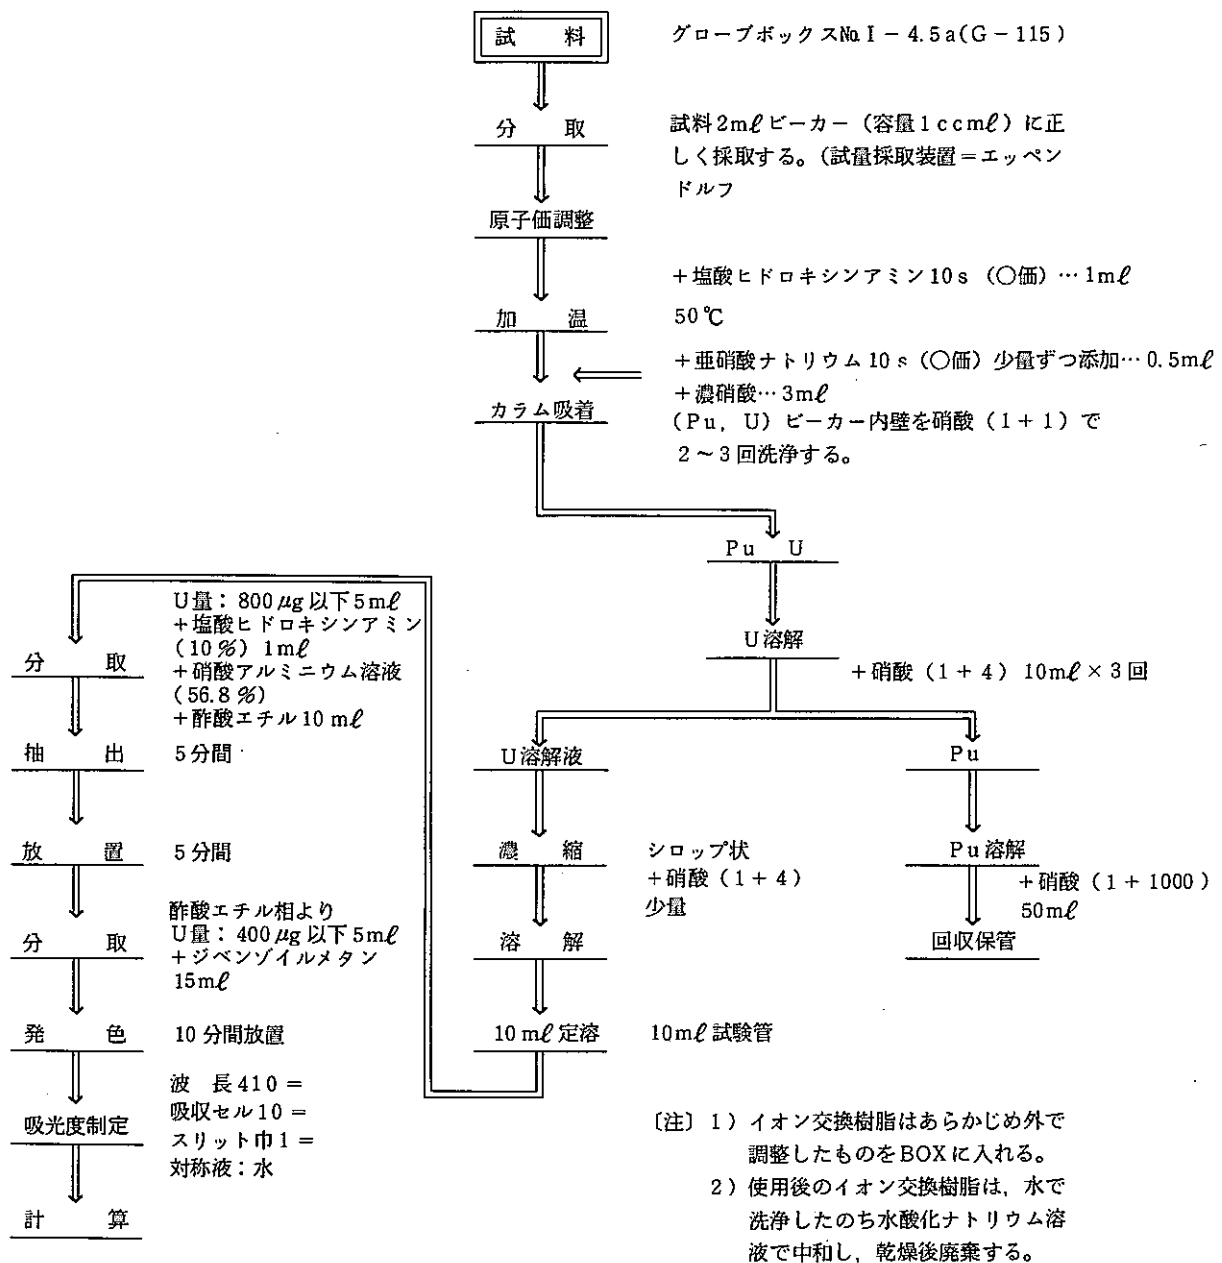 試 料
グローブボックス№Ⅰ－4.5a(G－115)
分 取
試料2mℓビーカー（容量1ccmℓ）に正
しく採取する。（試量採取装置＝エッペン
ドルフ
原子価調整
＋塩酸ヒドロキシンアミン10s（〇価）…1mℓ
加 温
50℃
＋亜硝酸ナトリウム10s（〇価）少量ずつ添加…0.5mℓ
＋濃硝酸…3mℓ
カラム吸着
（Pu，U）ビーカー内壁を硝酸（1＋1）で
2～3回洗浄する。
Pu U
U溶解
＋硝酸（1＋4）10mℓ×3回
U溶解液
濃 縮
シロップ状
＋硝酸（1＋4）
少量
溶 解
10mℓ定溶
10mℓ試験管
Pu
Pu溶解
＋硝酸（1＋1000）
50mℓ
回収保管
分 取
U量：800μg以下5mℓ
＋塩酸ヒドロキシンアミン
（10％）1mℓ
＋硝酸アルミニウム溶液
（56.8％）
＋酢酸エチル10mℓ
抽 出
5分間
放 置
5分間
分 取
酢酸エチル相より
U量：400μg以下5mℓ
＋ジベンゾイルメタン
15mℓ
発 色
10分間放置
吸光度制定
波 長410＝
吸収セル10＝
スリット巾1＝
対称液：水
計 算
〔注〕1）イオン交換樹脂はあらかじめ外で
調整したものをBOXに入れる。
2）使用後のイオン交換樹脂は，水で
洗浄したのち水酸化ナトリウム溶
液で中和し，乾燥後廃棄する。